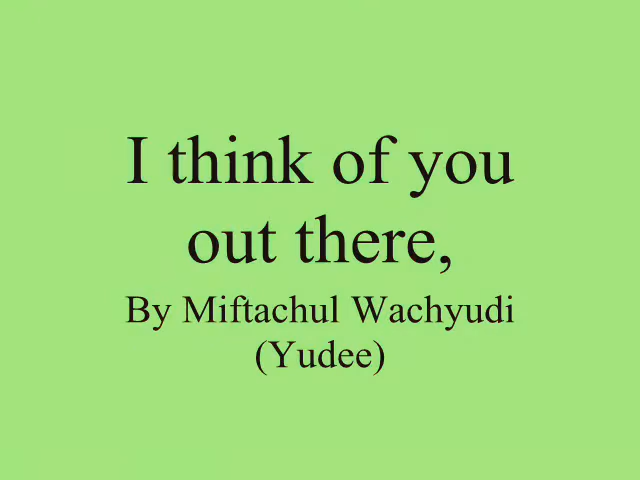 I think of you
out there,
By Miftachul Wachyudi
(Yudee)